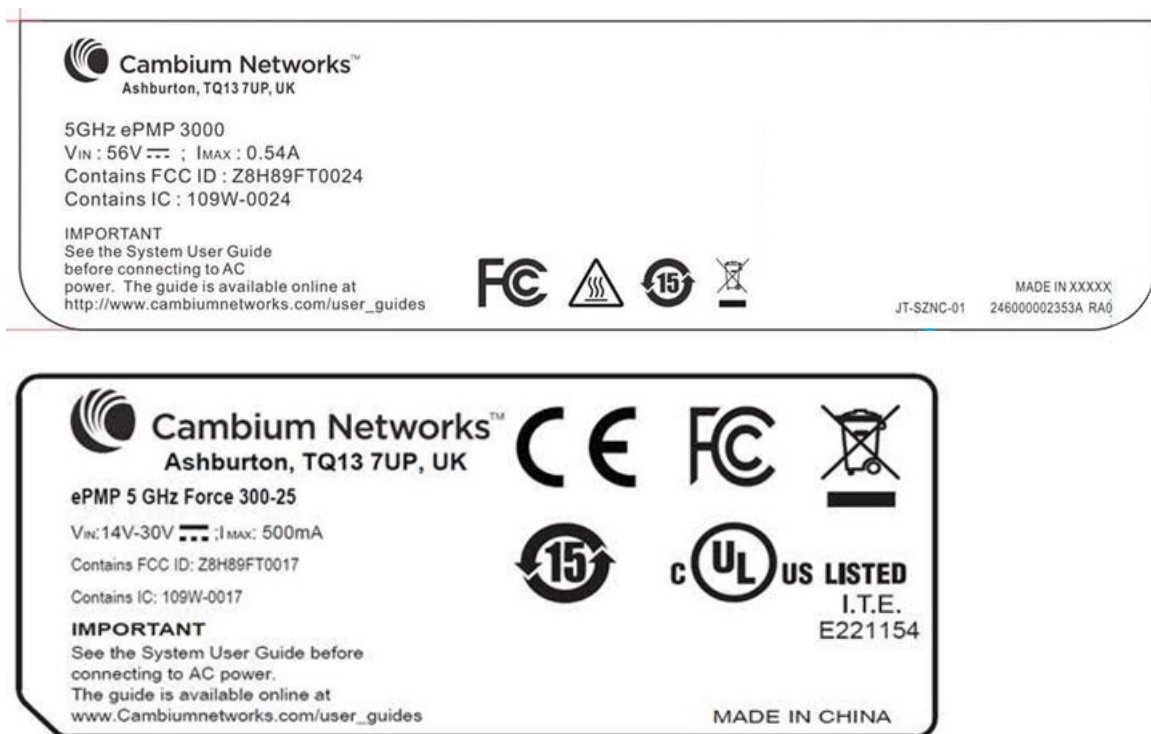 Cambium Networks™
Ashburton, TQ13 7UP, UK
5GHz ePMP 3000
VIN : 56V ; IMAX : 0.54A
Contains FCC ID : Z8H89FT0024
Contains IC : 109W-0024
IMPORTANT
See the System User Guide
before connecting to AC
power. The guide is available online at
http://www.cambiumnetworks.com/user_guides
FC
15
MADE IN XXXXX
JT-SZNC-01 246000002353A RA0
Cambium Networks™
Ashburton, TQ13 7UP, UK
ePMP 5 GHz Force 300-25
VIN:14V-30V ;IMAX: 500mA
Contains FCC ID: Z8H89FT0017
Contains IC: 109W-0017
IMPORTANT
See the System User Guide before
connecting to AC power.
The guide is available online at
www.Cambiumnetworks.com/user_guides
CE FC
15
C UL US LISTED
I.T.E.
E221154
MADE IN CHINA